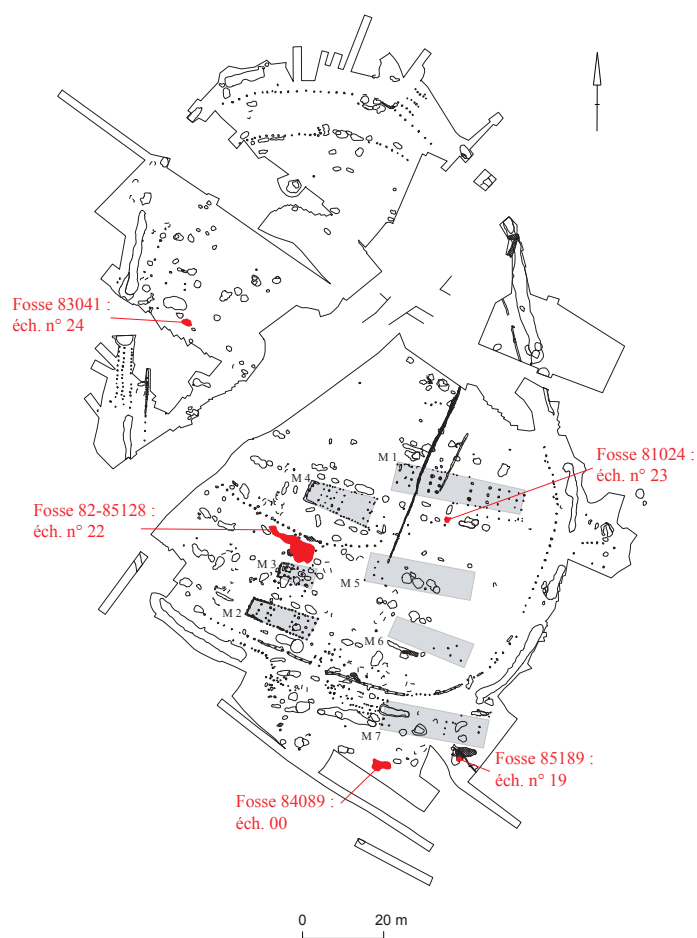 Fosse 83041 :
éch. n° 24
M 1
Fosse 81024 :
éch. n° 23
M 4
Fosse 82-85128 :
éch. n° 22
M 3
M 5
M 2
M 6
M 7
Fosse 85189 :
éch. n° 19
Fosse 84089 :
éch. 00
0 20 m